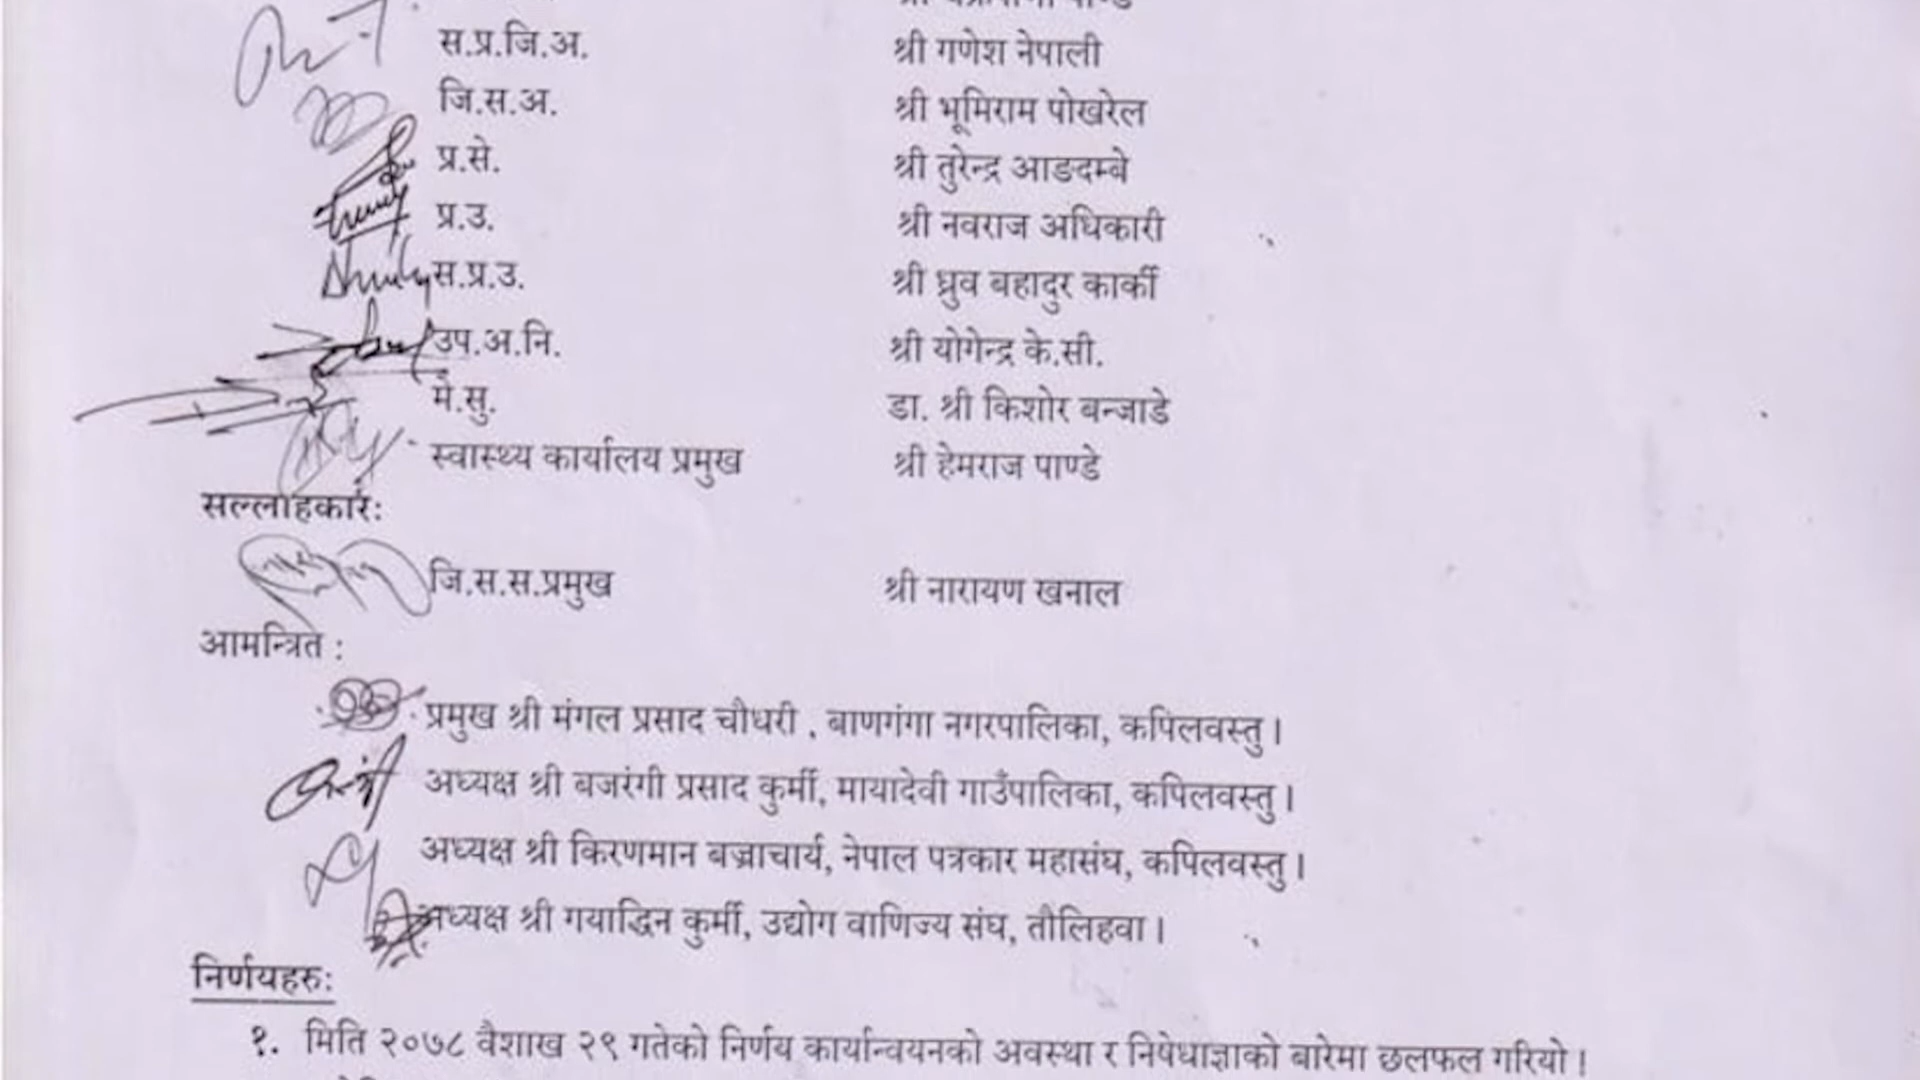 स.प्र.जि.अ. श्री गणेश नेपाली
जि.स.अ. श्री भूमिराम पोखरेल
प्र.से. श्री तुरेन्द्र आङदम्बे
प्र.उ. श्री नवराज अधिकारी
स.प्र.उ. श्री ध्रुव बहादुर कार्की
उप.अ.नि. श्री योगेन्द्र के.सी.
मे.सु. डा. श्री किशोर बन्जाडे
स्वास्थ्य कार्यालय प्रमुख श्री हेमराज पाण्डे
सल्लाहकारः
जि.स.स.प्रमुख श्री नारायण खनाल
आमन्त्रित :
प्रमुख श्री मंगल प्रसाद चौधरी , बाणगंगा नगरपालिका, कपिलवस्तु ।
अध्यक्ष श्री बजरंगी प्रसाद कुर्मी, मायादेवी गाउँपालिका, कपिलवस्तु ।
अध्यक्ष श्री किरणमान बज्राचार्य, नेपाल पत्रकार महासंघ, कपिलवस्तु ।
अध्यक्ष श्री गयाद्धिन कुर्मी, उद्योग वाणिज्य संघ, तौलिहवा ।
निर्णयहरुः
१. मिति २०७८ वैशाख २९ गतेको निर्णय कार्यान्वयनको अवस्था र निषेधाज्ञाको बारेमा छलफल गरियो ।